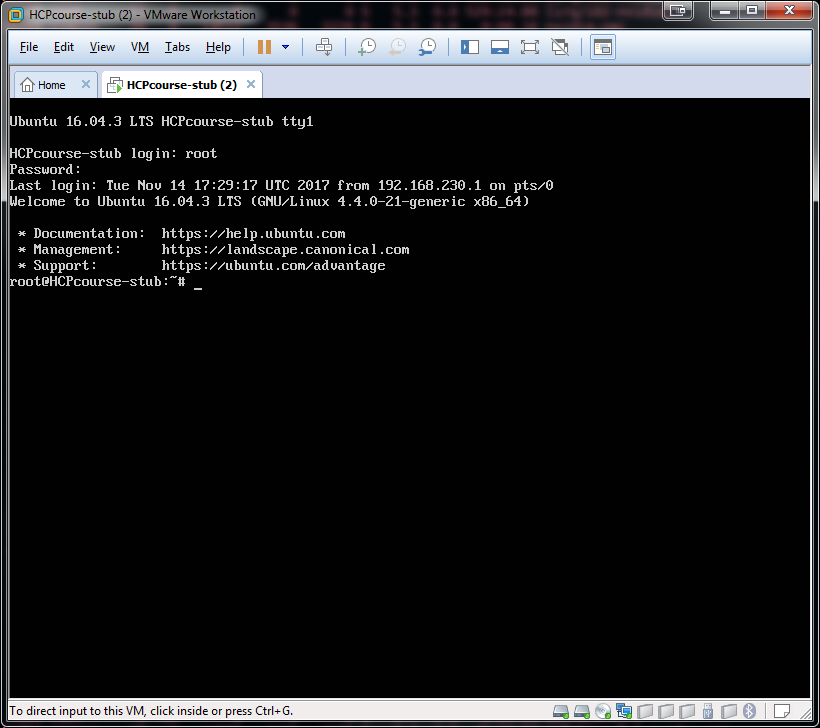 HCPcourse-stub (2) - VMware Workstation
File Edit View VM Tabs Help
Home HCPcourse-stub (2)
Ubuntu 16.04.3 LTS HCPcourse-stub tty1
HCPcourse-stub login: root
Password:
Last login: Tue Nov 14 17:29:17 UTC 2017 from 192.168.230.1 on pts/0
Welcome to Ubuntu 16.04.3 LTS (GNU/Linux 4.4.0-21-generic x86_64)
* Documentation: https://help.ubuntu.com
* Management: https://landscape.canonical.com
* Support: https://ubuntu.com/advantage
root@HCPcourse-stub:~# _
To direct input to this VM, click inside or press Ctrl+G.